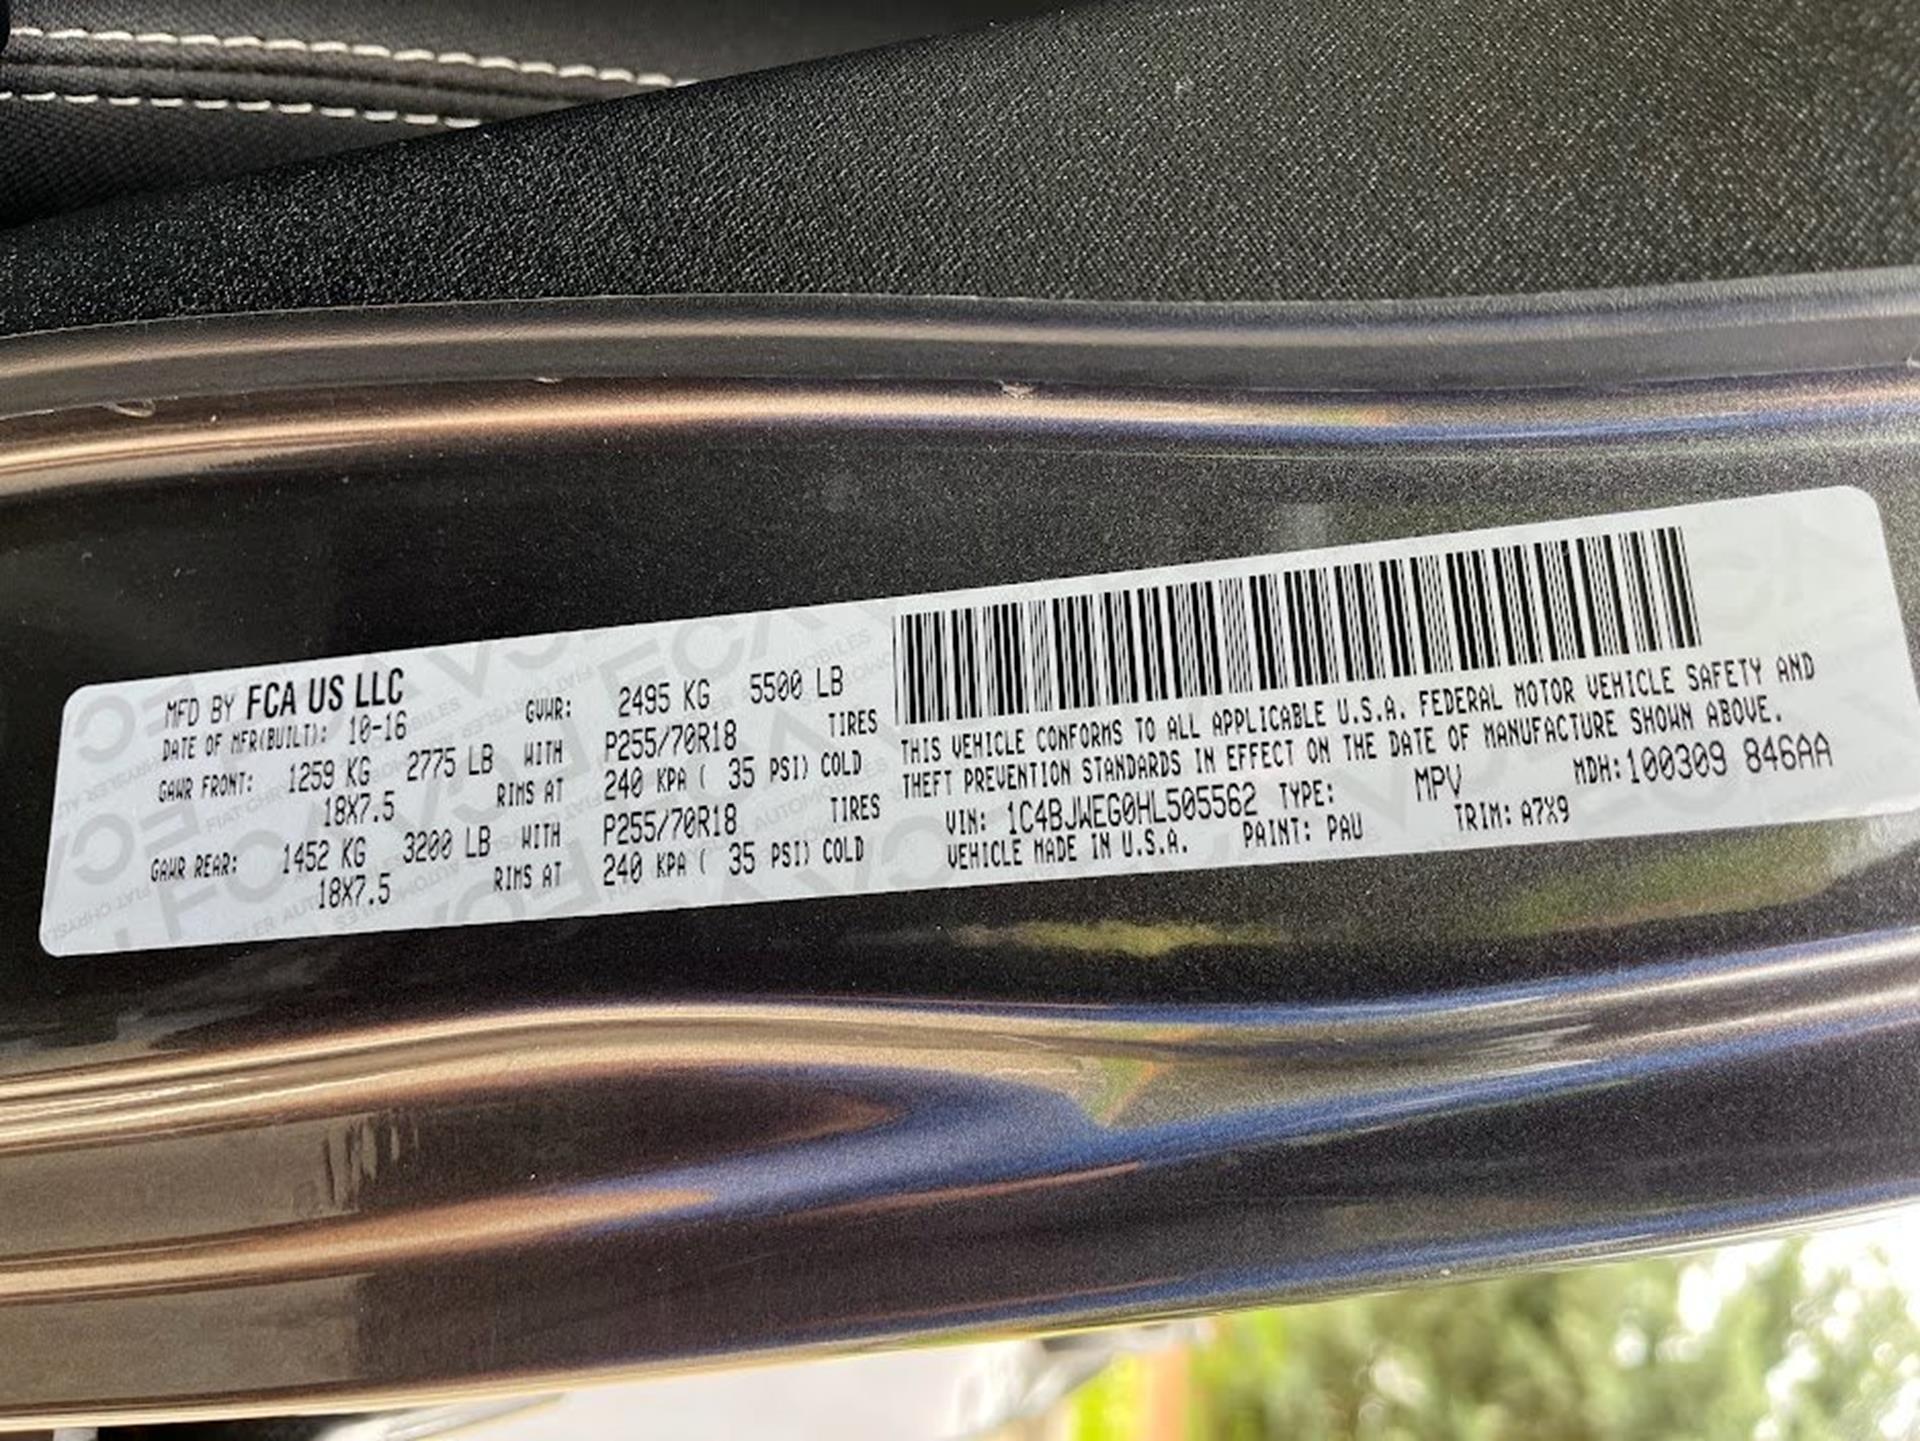 MFD BY FCA US LLC
DATE OF MFR(BUILT): 10-16 GVWR: 2495 KG 5500 LB
GAWR FRONT: 1259 KG 2775 LB WITH P255/70R18 TIRES
18X7.5 RIMS AT 240 KPA ( 35 PSI) COLD
GAWR REAR: 1452 KG 3200 LB WITH P255/70R18 TIRES
18X7.5 RIMS AT 240 KPA ( 35 PSI) COLD
THIS VEHICLE CONFORMS TO ALL APPLICABLE U.S.A. FEDERAL MOTOR VEHICLE SAFETY AND
THEFT PREVENTION STANDARDS IN EFFECT ON THE DATE OF MANUFACTURE SHOWN ABOVE.
VIN: 1C4BJWEG0HL505562 TYPE: MPV MDH:100309 846AA
VEHICLE MADE IN U.S.A. PAINT: PAU TRIM: A7X9